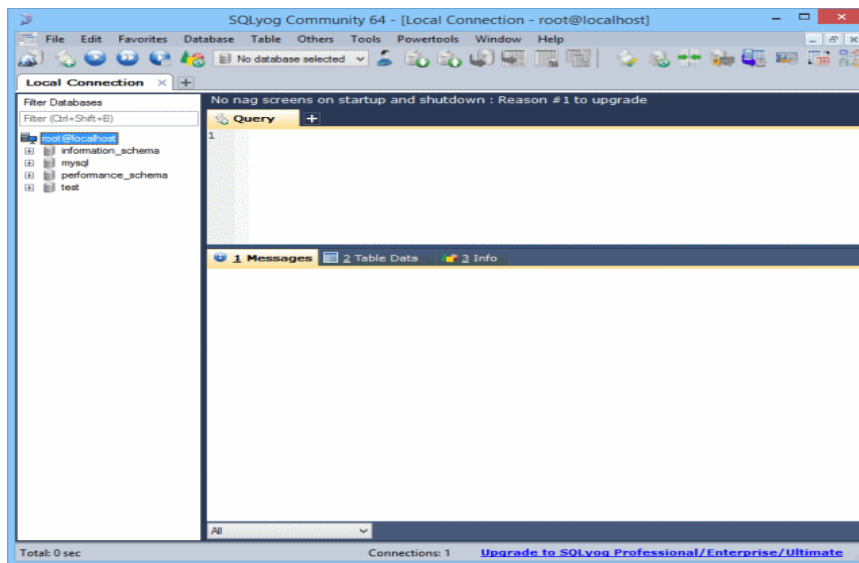 SQLyog Community 64 - [Local Connection - root@localhost]
File Edit Favorites Database Table Others Tools Powertools Window Help
No database selected
Local Connection
Filter Databases
Filter (Ctrl+Shift+B)
root@localhost
information_schema
mysql
performance_schema
test
No nag screens on startup and shutdown : Reason #1 to upgrade
Query
1
1 Messages 2 Table Data 3 Info
All
Total: 0 sec Connections: 1 Upgrade to SQLyog Professional/Enterprise/Ultimate